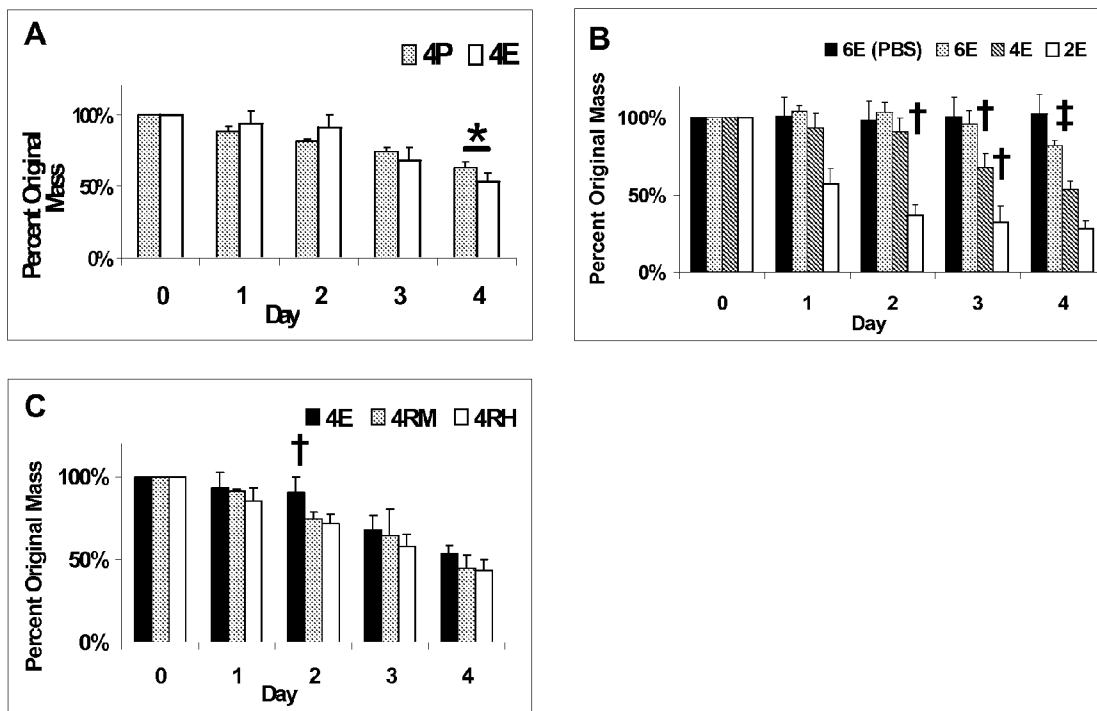 A
4P 4E
Percent Original
Mass
100%
50%
0%
*
0 1 2 3 4
Day
B
6E (PBS) 6E 4E 2E
Percent Original Mass
100%
50%
0%
† † † ‡
0 1 2 3 4
Day
C
4E 4RM 4RH
Percent Original Mass
100%
50%
0%
†
0 1 2 3 4
Day